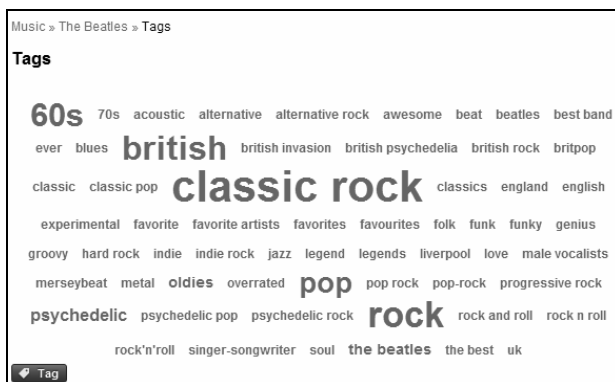 Music » The Beatles » Tags
Tags
60s 70s acoustic alternative alternative rock awesome beat beatles best band
ever blues british british invasion british psychedelia british rock britpop
classic classic pop classic rock classics england english
experimental favorite favorite artists favorites favourites folk funk funky genius
groovy hard rock indie indie rock jazz legend legends liverpool love male vocalists
merseybeat metal oldies overrated pop pop rock pop-rock progressive rock
psychedelic psychedelic pop psychedelic rock rock rock and roll rock n roll
rock'n'roll singer-songwriter soul the beatles the best uk
Tag